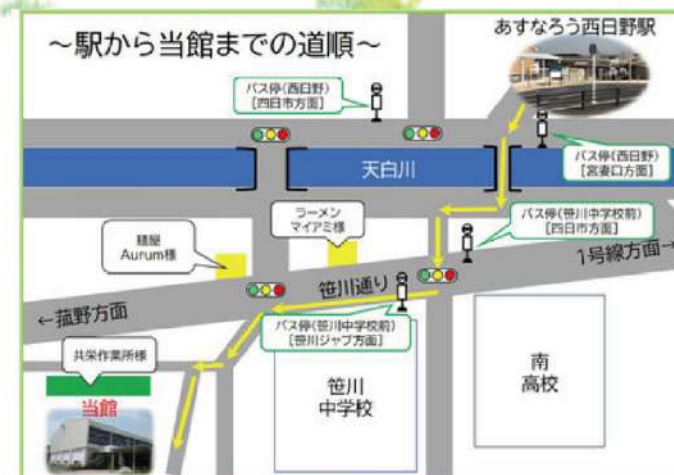 ～駅から当館までの道順～
あすなろう西日野駅
バス停(西日野)
[四日市方面]
バス停(西日野)
[宮妻口方面]
天白川
ラーメン
マイアミ様
麺屋
Aurum様
バス停(笹川中学校前)
[四日市方面]
1号線方面→
笹川通り
←菰野方面
バス停(笹川中学校前)
[笹川ジャブ方面]
共栄作業所様
当館
笹川
中学校
南
高校